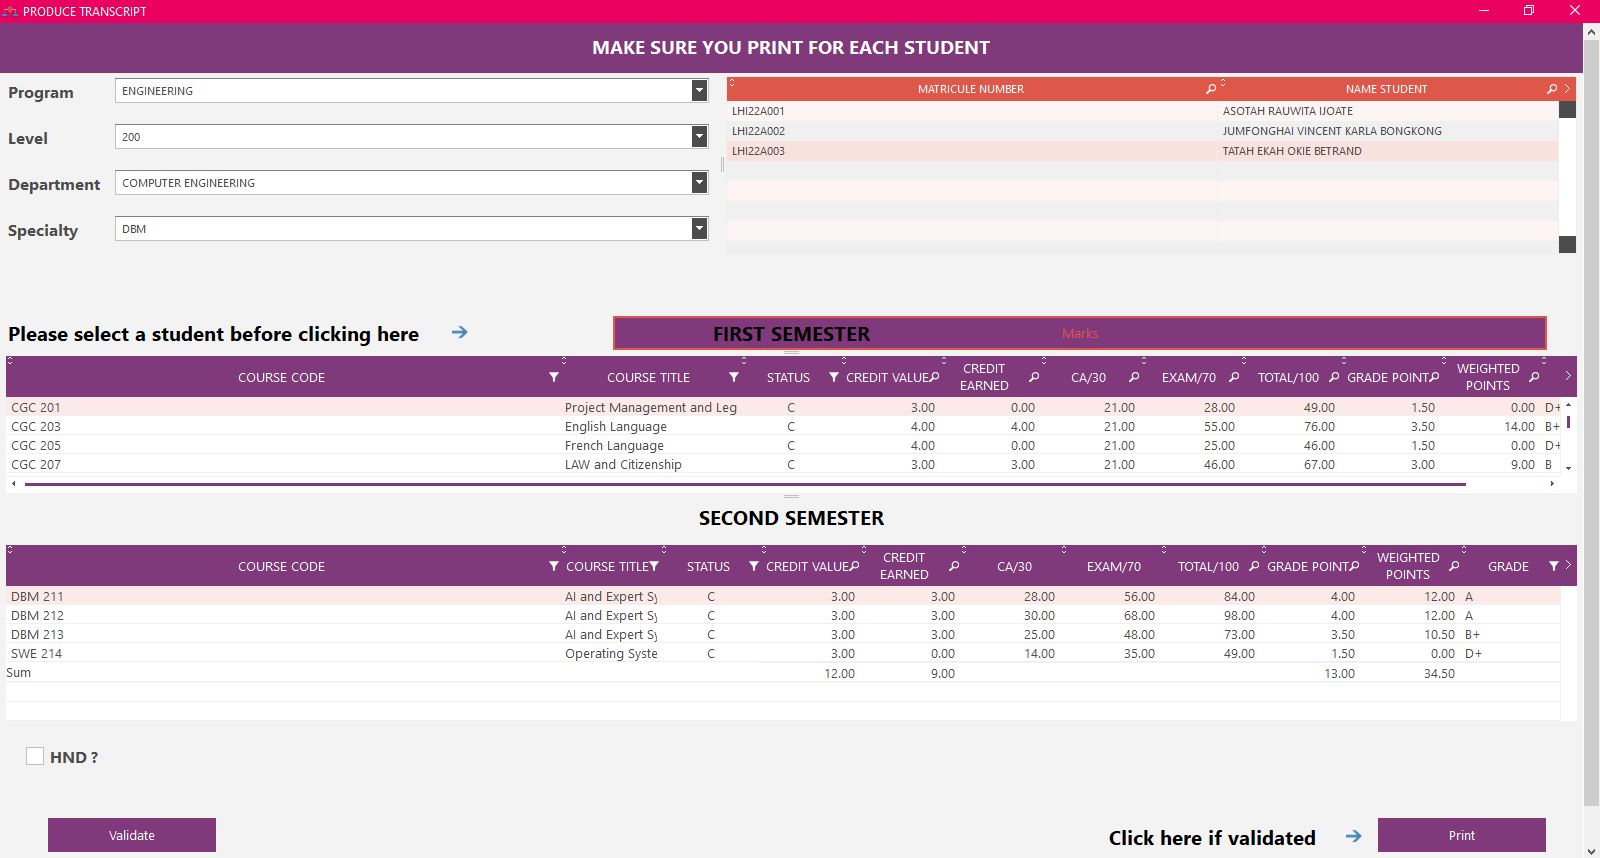 PRODUCE TRANSCRIPT
MAKE SURE YOU PRINT FOR EACH STUDENT
Program ENGINEERING
Level 200
Department COMPUTER ENGINEERING
Specialty DBM
MATRICULE NUMBER NAME STUDENT
LHI22A001 ASOTAH RAUWITA IJOATE
LHI22A002 JUMFONGHAI VINCENT KARLA BONGKONG
LHI22A003 TATAH EKAH OKIE BETRAND
Please select a student before clicking here
FIRST SEMESTER Marks
COURSE CODE COURSE TITLE STATUS CREDIT VALUE CREDIT EARNED CA/30 EXAM/70 TOTAL/100 GRADE POINT WEIGHTED POINTS
CGC 201 Project Management and Leg C 3.00 0.00 21.00 28.00 49.00 1.50 0.00 D+
CGC 203 English Language C 4.00 4.00 21.00 55.00 76.00 3.50 14.00 B+
CGC 205 French Language C 4.00 0.00 21.00 25.00 46.00 1.50 0.00 D+
CGC 207 LAW and Citizenship C 3.00 3.00 21.00 46.00 67.00 3.00 9.00 B
SECOND SEMESTER
COURSE CODE COURSE TITLE STATUS CREDIT VALUE CREDIT EARNED CA/30 EXAM/70 TOTAL/100 GRADE POINT WEIGHTED POINTS GRADE
DBM 211 AI and Expert Sy C 3.00 3.00 28.00 56.00 84.00 4.00 12.00 A
DBM 212 AI and Expert Sy C 3.00 3.00 30.00 68.00 98.00 4.00 12.00 A
DBM 213 AI and Expert Sy C 3.00 3.00 25.00 48.00 73.00 3.50 10.50 B+
SWE 214 Operating Syste C 3.00 0.00 14.00 35.00 49.00 1.50 0.00 D+
Sum 12.00 9.00 13.00 34.50
HND ?
Validate
Click here if validated
Print